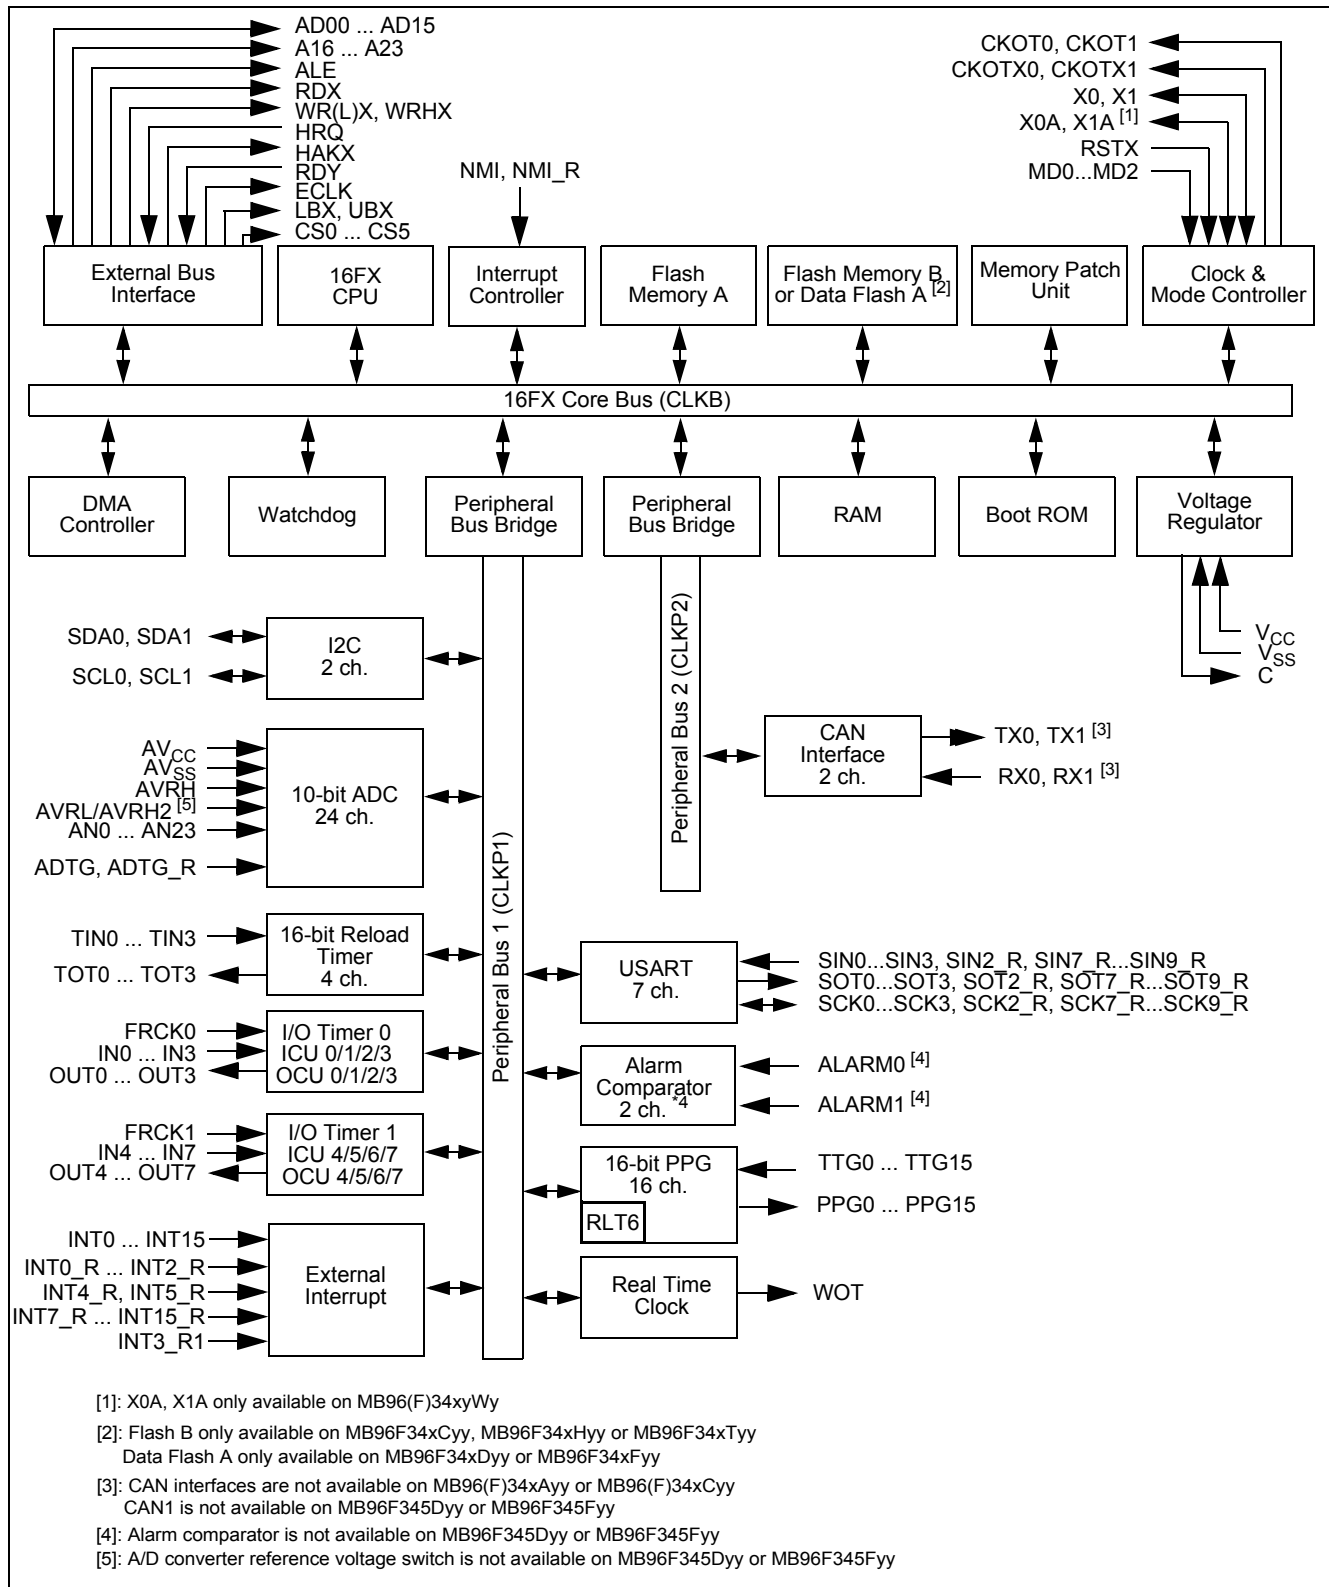 AD00 ... AD15
A16 ... A23
ALE
RDX
WR(L)X, WRHX
HRQ
HAKX
RDY
ECLK
LBX, UBX
CS0 ... CS5
NMI, NMI_R
CKOT0, CKOT1
CKOTX0, CKOTX1
X0, X1
X0A, X1A [1]
RSTX
MD0...MD2
External Bus
Interface
16FX
CPU
Interrupt
Controller
Flash
Memory A
Flash Memory B
or Data Flash A [2]
Memory Patch
Unit
Clock &
Mode Controller
16FX Core Bus (CLKB)
DMA
Controller
Watchdog
Peripheral
Bus Bridge
Peripheral
Bus Bridge
RAM
Boot ROM
Voltage
Regulator
VCC
VSS
C
Peripheral Bus 1 (CLKP1)
Peripheral Bus 2 (CLKP2)
SDA0, SDA1
SCL0, SCL1
I2C
2 ch.
AVCC
AVSS
AVRH
AVRL/AVRH2 [5]
AN0 ... AN23
ADTG, ADTG_R
10-bit ADC
24 ch.
CAN
Interface
2 ch.
TX0, TX1 [3]
RX0, RX1 [3]
TIN0 ... TIN3
TOT0 ... TOT3
16-bit Reload
Timer
4 ch.
USART
7 ch.
SIN0...SIN3, SIN2_R, SIN7_R...SIN9_R
SOT0...SOT3, SOT2_R, SOT7_R...SOT9_R
SCK0...SCK3, SCK2_R, SCK7_R...SCK9_R
FRCK0
IN0 ... IN3
OUT0 ... OUT3
I/O Timer 0
ICU 0/1/2/3
OCU 0/1/2/3
Alarm
Comparator
2 ch. *4
ALARM0 [4]
ALARM1 [4]
FRCK1
IN4 ... IN7
OUT4 ... OUT7
I/O Timer 1
ICU 4/5/6/7
OCU 4/5/6/7
16-bit PPG
16 ch.
RLT6
TTG0 ... TTG15
PPG0 ... PPG15
INT0 ... INT15
INT0_R ... INT2_R
INT4_R, INT5_R
INT7_R ... INT15_R
INT3_R1
External
Interrupt
Real Time
Clock
WOT
[1]: X0A, X1A only available on MB96(F)34xyWy
[2]: Flash B only available on MB96F34xCyy, MB96F34xHyy or MB96F34xTyy
Data Flash A only available on MB96F34xDyy or MB96F34xFyy
[3]: CAN interfaces are not available on MB96(F)34xAyy or MB96(F)34xCyy
CAN1 is not available on MB96F345Dyy or MB96F345Fyy
[4]: Alarm comparator is not available on MB96F345Dyy or MB96F345Fyy
[5]: A/D converter reference voltage switch is not available on MB96F345Dyy or MB96F345Fyy